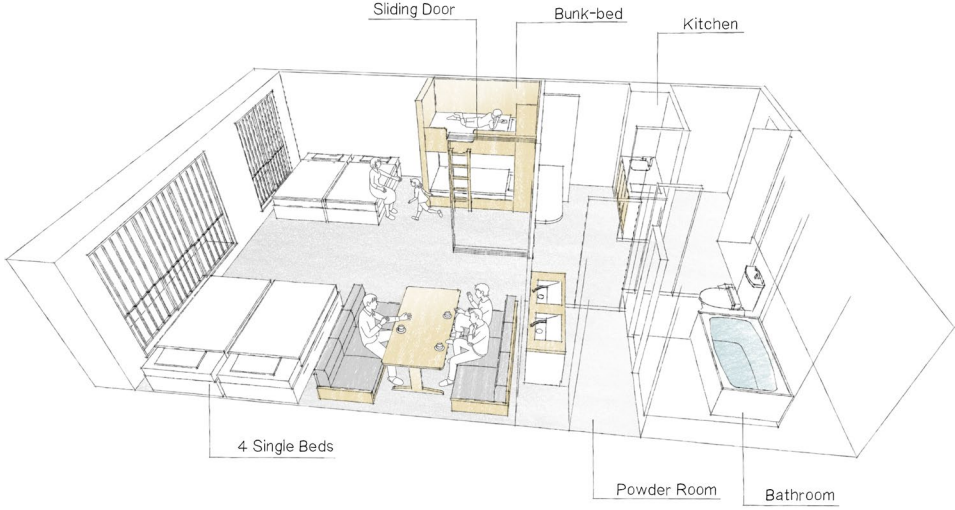 Sliding Door
Bunk-bed
Kitchen
4 Single Beds
Powder Room
Bathroom